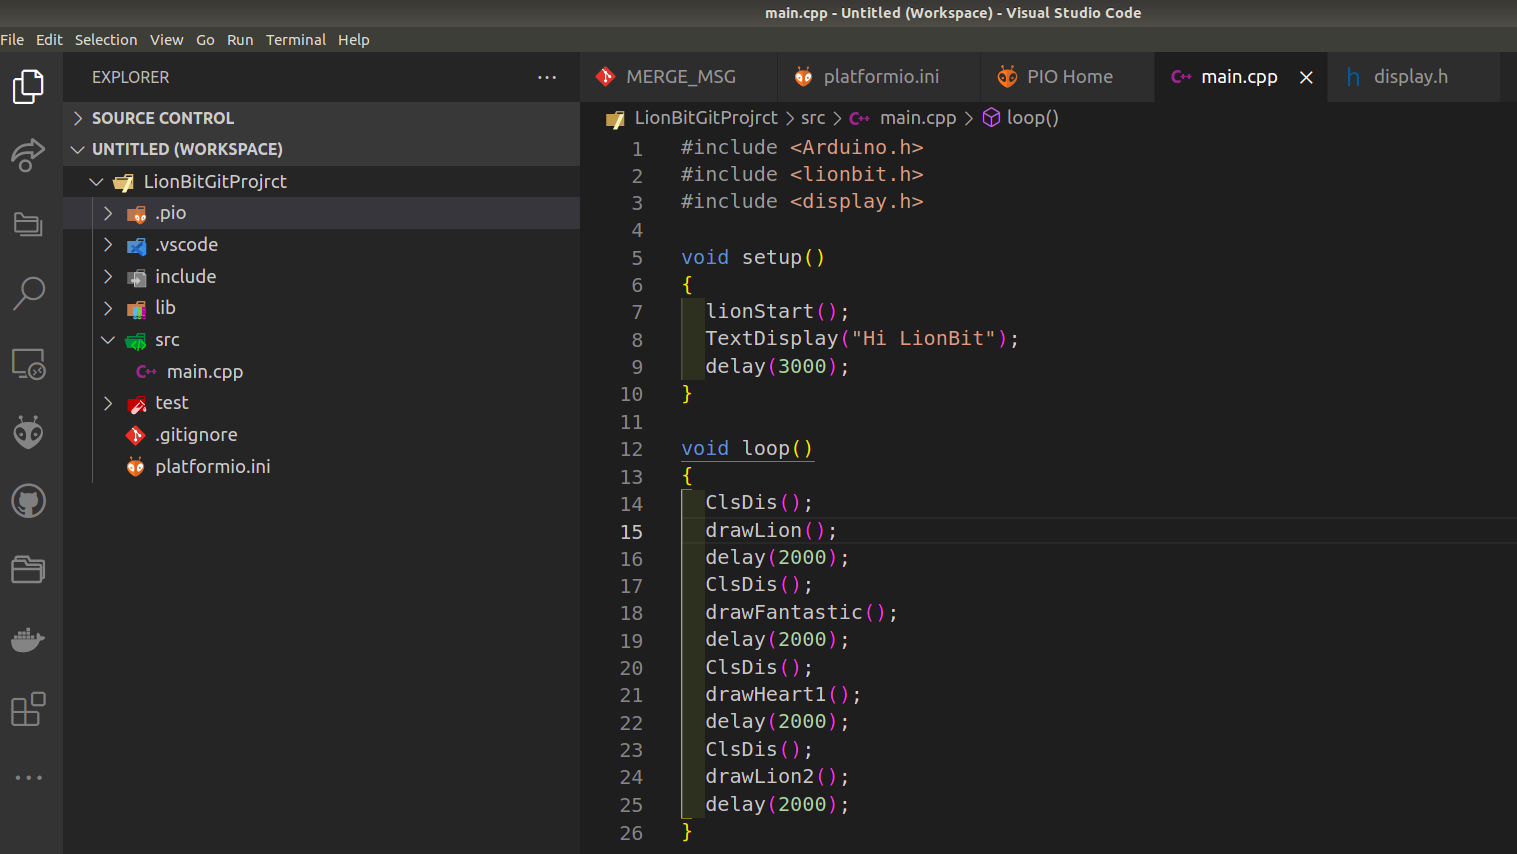 main.cpp - Untitled (Workspace) - Visual Studio Code
File Edit Selection View Go Run Terminal Help
EXPLORER
SOURCE CONTROL
UNTITLED (WORKSPACE)
LionBitGitProjrct
.pio
.vscode
include
lib
src
C++ main.cpp
test
.gitignore
platformio.ini
MERGE_MSG platformio.ini PIO Home C++ main.cpp h display.h
LionBitGitProjrct > src > C++ main.cpp > loop()
1 #include <Arduino.h>
2 #include <lionbit.h>
3 #include <display.h>
4
5 void setup()
6 {
7 lionStart();
8 TextDisplay("Hi LionBit");
9 delay(3000);
10 }
11
12 void loop()
13 {
14 ClsDis();
15 drawLion();
16 delay(2000);
17 ClsDis();
18 drawFantastic();
19 delay(2000);
20 ClsDis();
21 drawHeart1();
22 delay(2000);
23 ClsDis();
24 drawLion2();
25 delay(2000);
26 }